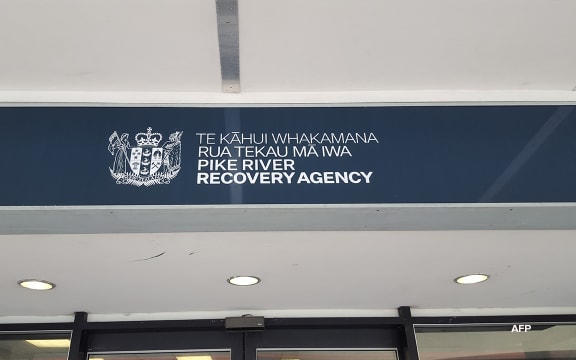 TE KĀHUI WHAKAMANA
RUA TEKAU MĀ IWA
PIKE RIVER
RECOVERY AGENCY
AFP